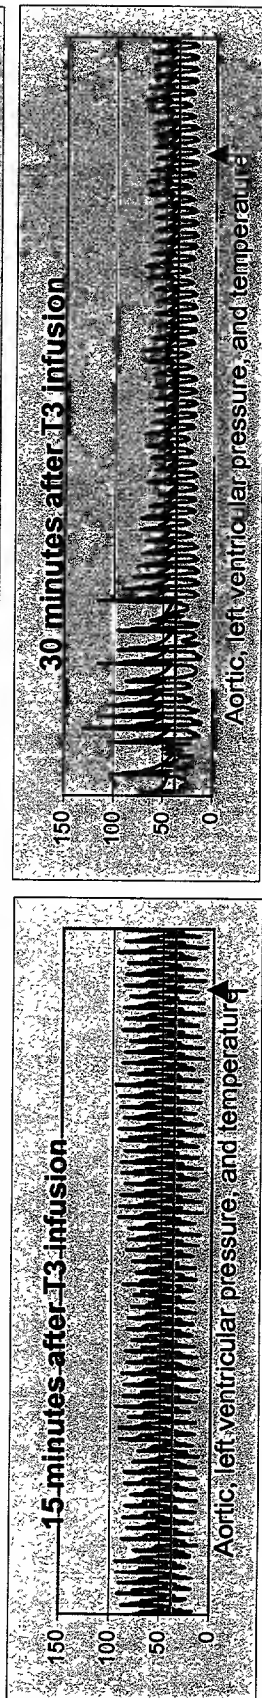 15 minutes after T3 infusion
150
100
50
0
Aortic, left ventricular pressure, and temperature
30 minutes after T3 infusion
150
100
50
0
Aortic, left ventricular pressure, and temperature